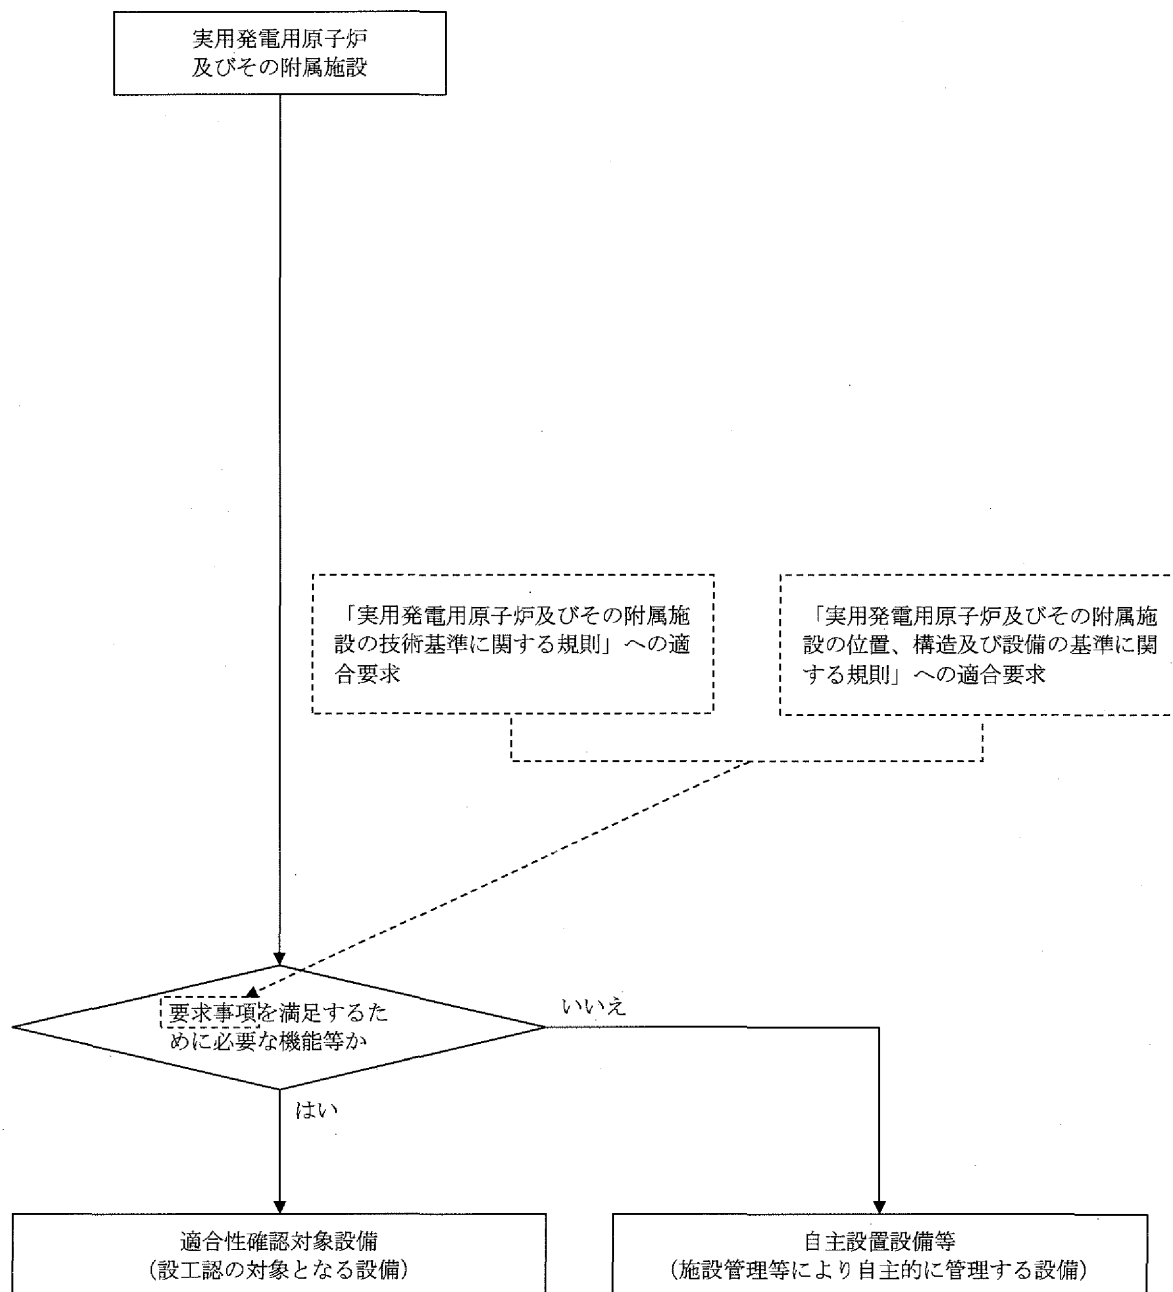 実用発電用原子炉
及びその附属施設
「実用発電用原子炉及びその附属施
設の技術基準に関する規則」への適
合要求
「実用発電用原子炉及びその附属施
設の位置、構造及び設備の基準に関
する規則」への適合要求
要求事項を満足するた
めに必要な機能等か
いいえ
はい
適合性確認対象設備
（設工認の対象となる設備）
自主設置設備等
（施設管理等により自主的に管理する設備）